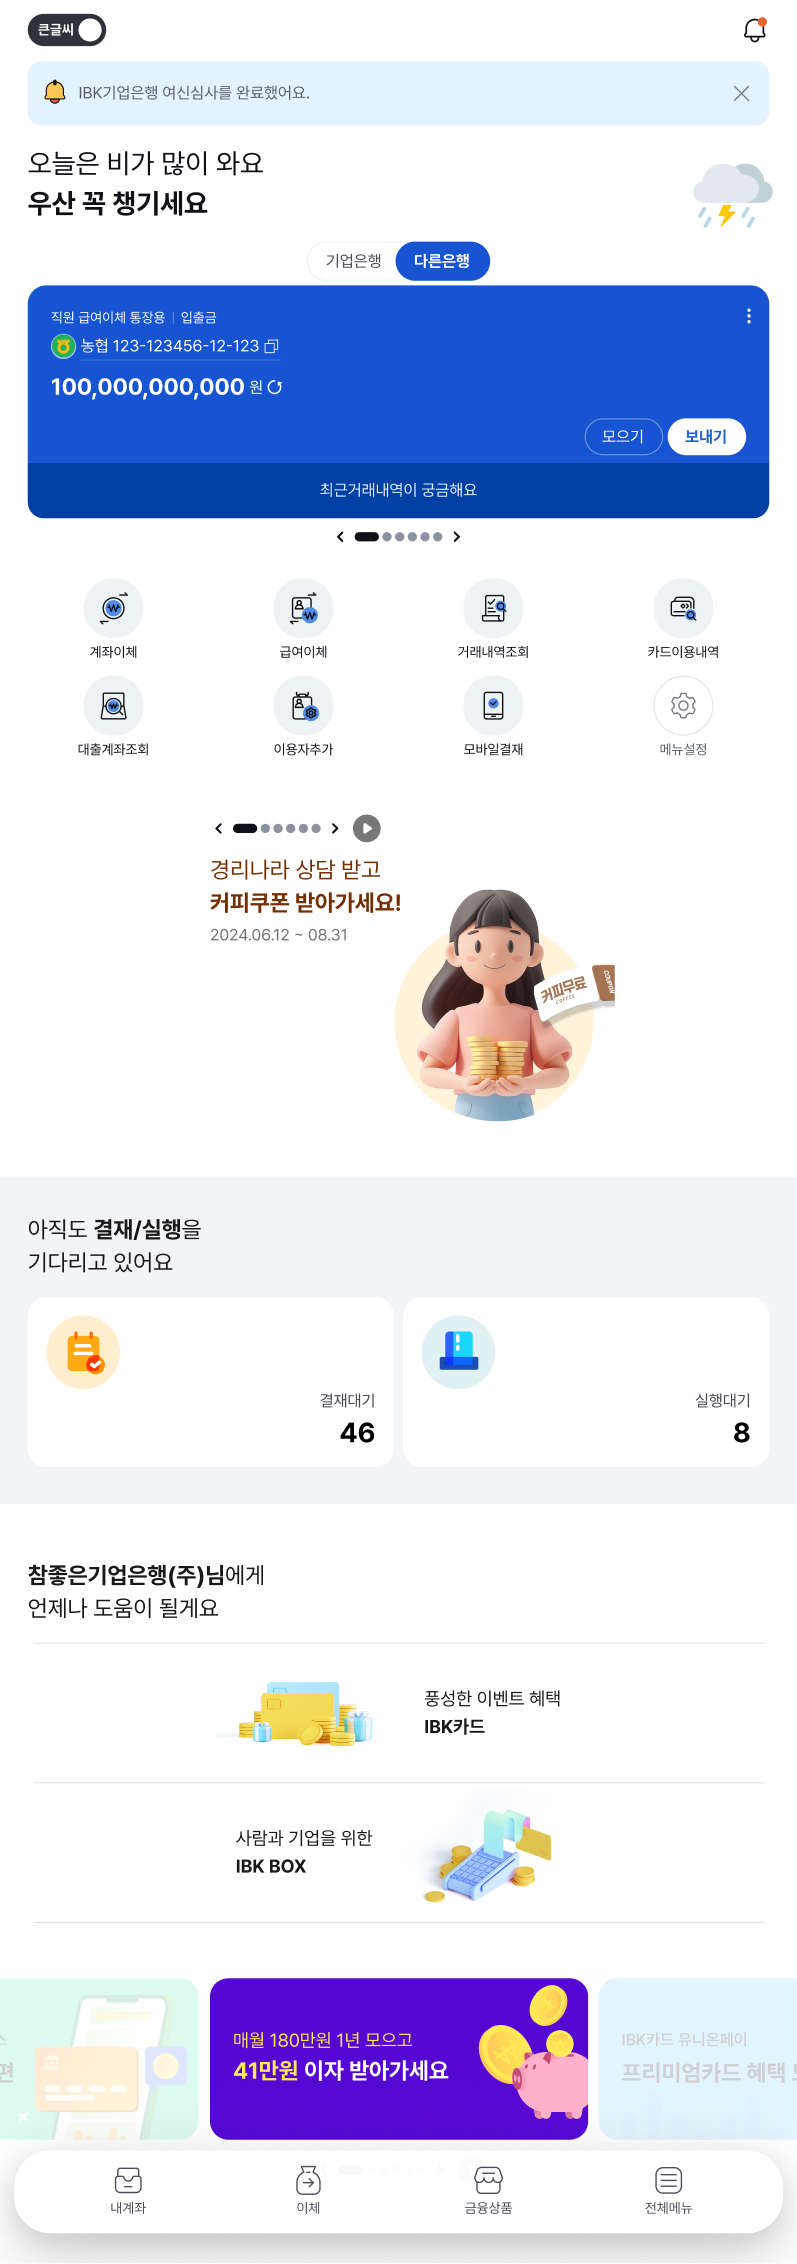 큰글씨
IBK기업은행 여신심사를 완료했어요.
오늘은 비가 많이 와요
우산 꼭 챙기세요
기업은행 다른은행
직원 급여이체 통장용 | 입출금
농협 123-123456-12-123
100,000,000,000 원
모으기 보내기
최근거래내역이 궁금해요
계좌이체 급여이체 거래내역조회 카드이용내역
대출계좌조회 이용자추가 모바일결재 메뉴설정
경리나라 상담 받고
커피쿠폰 받아가세요!
2024.06.12 ~ 08.31
커피무료
COFFEE
COUPON
아직도 결재/실행을
기다리고 있어요
결재대기
46
실행대기
8
참좋은기업은행(주)님에게
언제나 도움이 될게요
풍성한 이벤트 혜택
IBK카드
사람과 기업을 위한
IBK BOX
스
편
매월 180만원 1년 모으고
41만원 이자 받아가세요
IBK카드 유니온페이
프리미엄카드 혜택
내계좌 이체 금융상품 전체메뉴